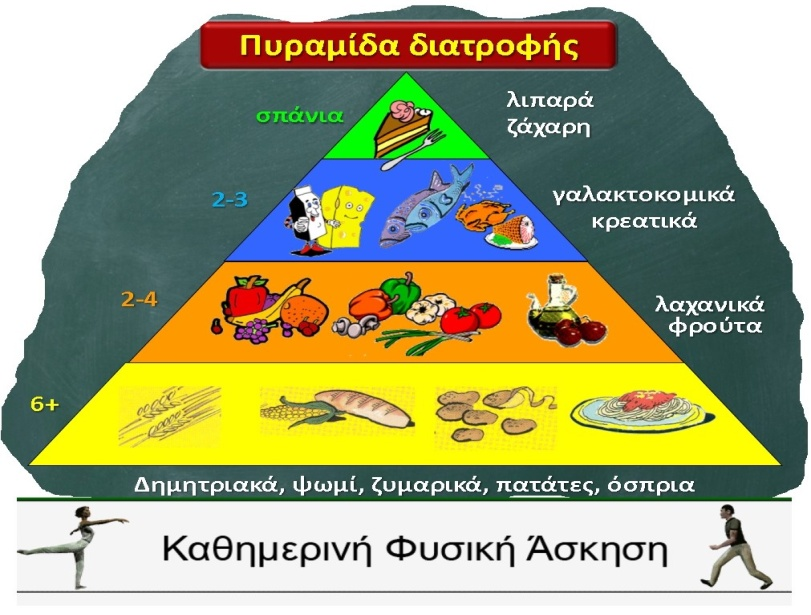 Πυραμίδα διατροφής
σπάνια
λιπαρά
ζάχαρη
2-3
γαλακτοκομικά
κρεατικά
2-4
λαχανικά
φρούτα
6+
Δημητριακά, ψωμί, ζυμαρικά, πατάτες, όσπρια
Καθημερινή Φυσική Άσκηση